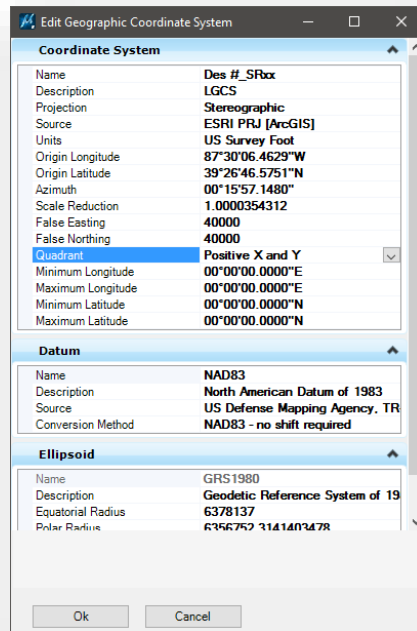 Edit Geographic Coordinate System
Coordinate System
Name Des #_SRxx
Description LGCS
Projection Stereographic
Source ESRI PRJ [ArcGIS]
Units US Survey Foot
Origin Longitude 87°30'06.4629"W
Origin Latitude 39°26'46.5751"N
Azimuth 00°15'57.1480"
Scale Reduction 1.0000354312
False Easting 40000
False Northing 40000
Quadrant Positive X and Y
Minimum Longitude 00°00'00.0000"E
Maximum Longitude 00°00'00.0000"E
Minimum Latitude 00°00'00.0000"N
Maximum Latitude 00°00'00.0000"N
Datum
Name NAD83
Description North American Datum of 1983
Source US Defense Mapping Agency, TR
Conversion Method NAD83 - no shift required
Ellipsoid
Name GRS1980
Description Geodetic Reference System of 19
Equatorial Radius 6378137
Polar Radius 6356752.3141403478
Ok Cancel